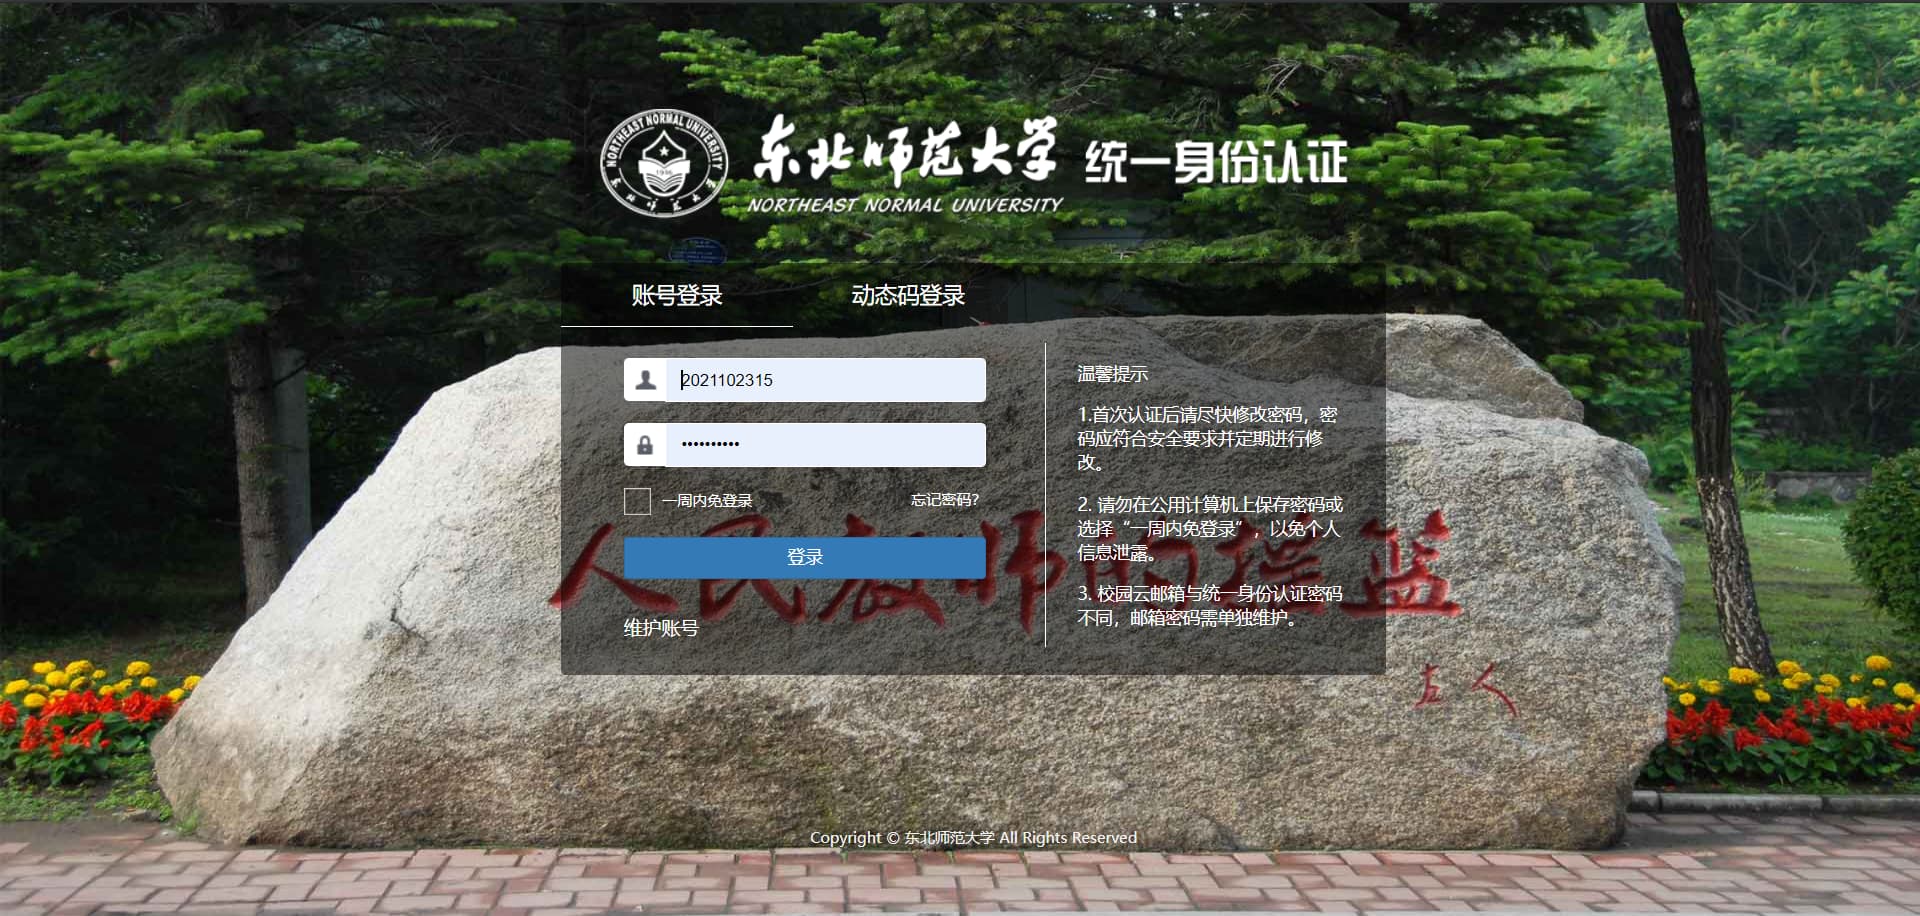 NORTHEAST NORMAL UNIVERSITY
1946
东北师范大学
东北师范大学 统一身份认证
NORTHEAST NORMAL UNIVERSITY
账号登录 动态码登录
2021102315
••••••••••
一周内免登录 忘记密码?
登录
维护账号
温馨提示
1.首次认证后请尽快修改密码，密
码应符合安全要求并定期进行修
改。
2. 请勿在公用计算机上保存密码或
选择“一周内免登录”，以免个人
信息泄露。
3. 校园云邮箱与统一身份认证密码
不同，邮箱密码需单独维护。
人民教师的摇篮
Copyright © 东北师范大学 All Rights Reserved